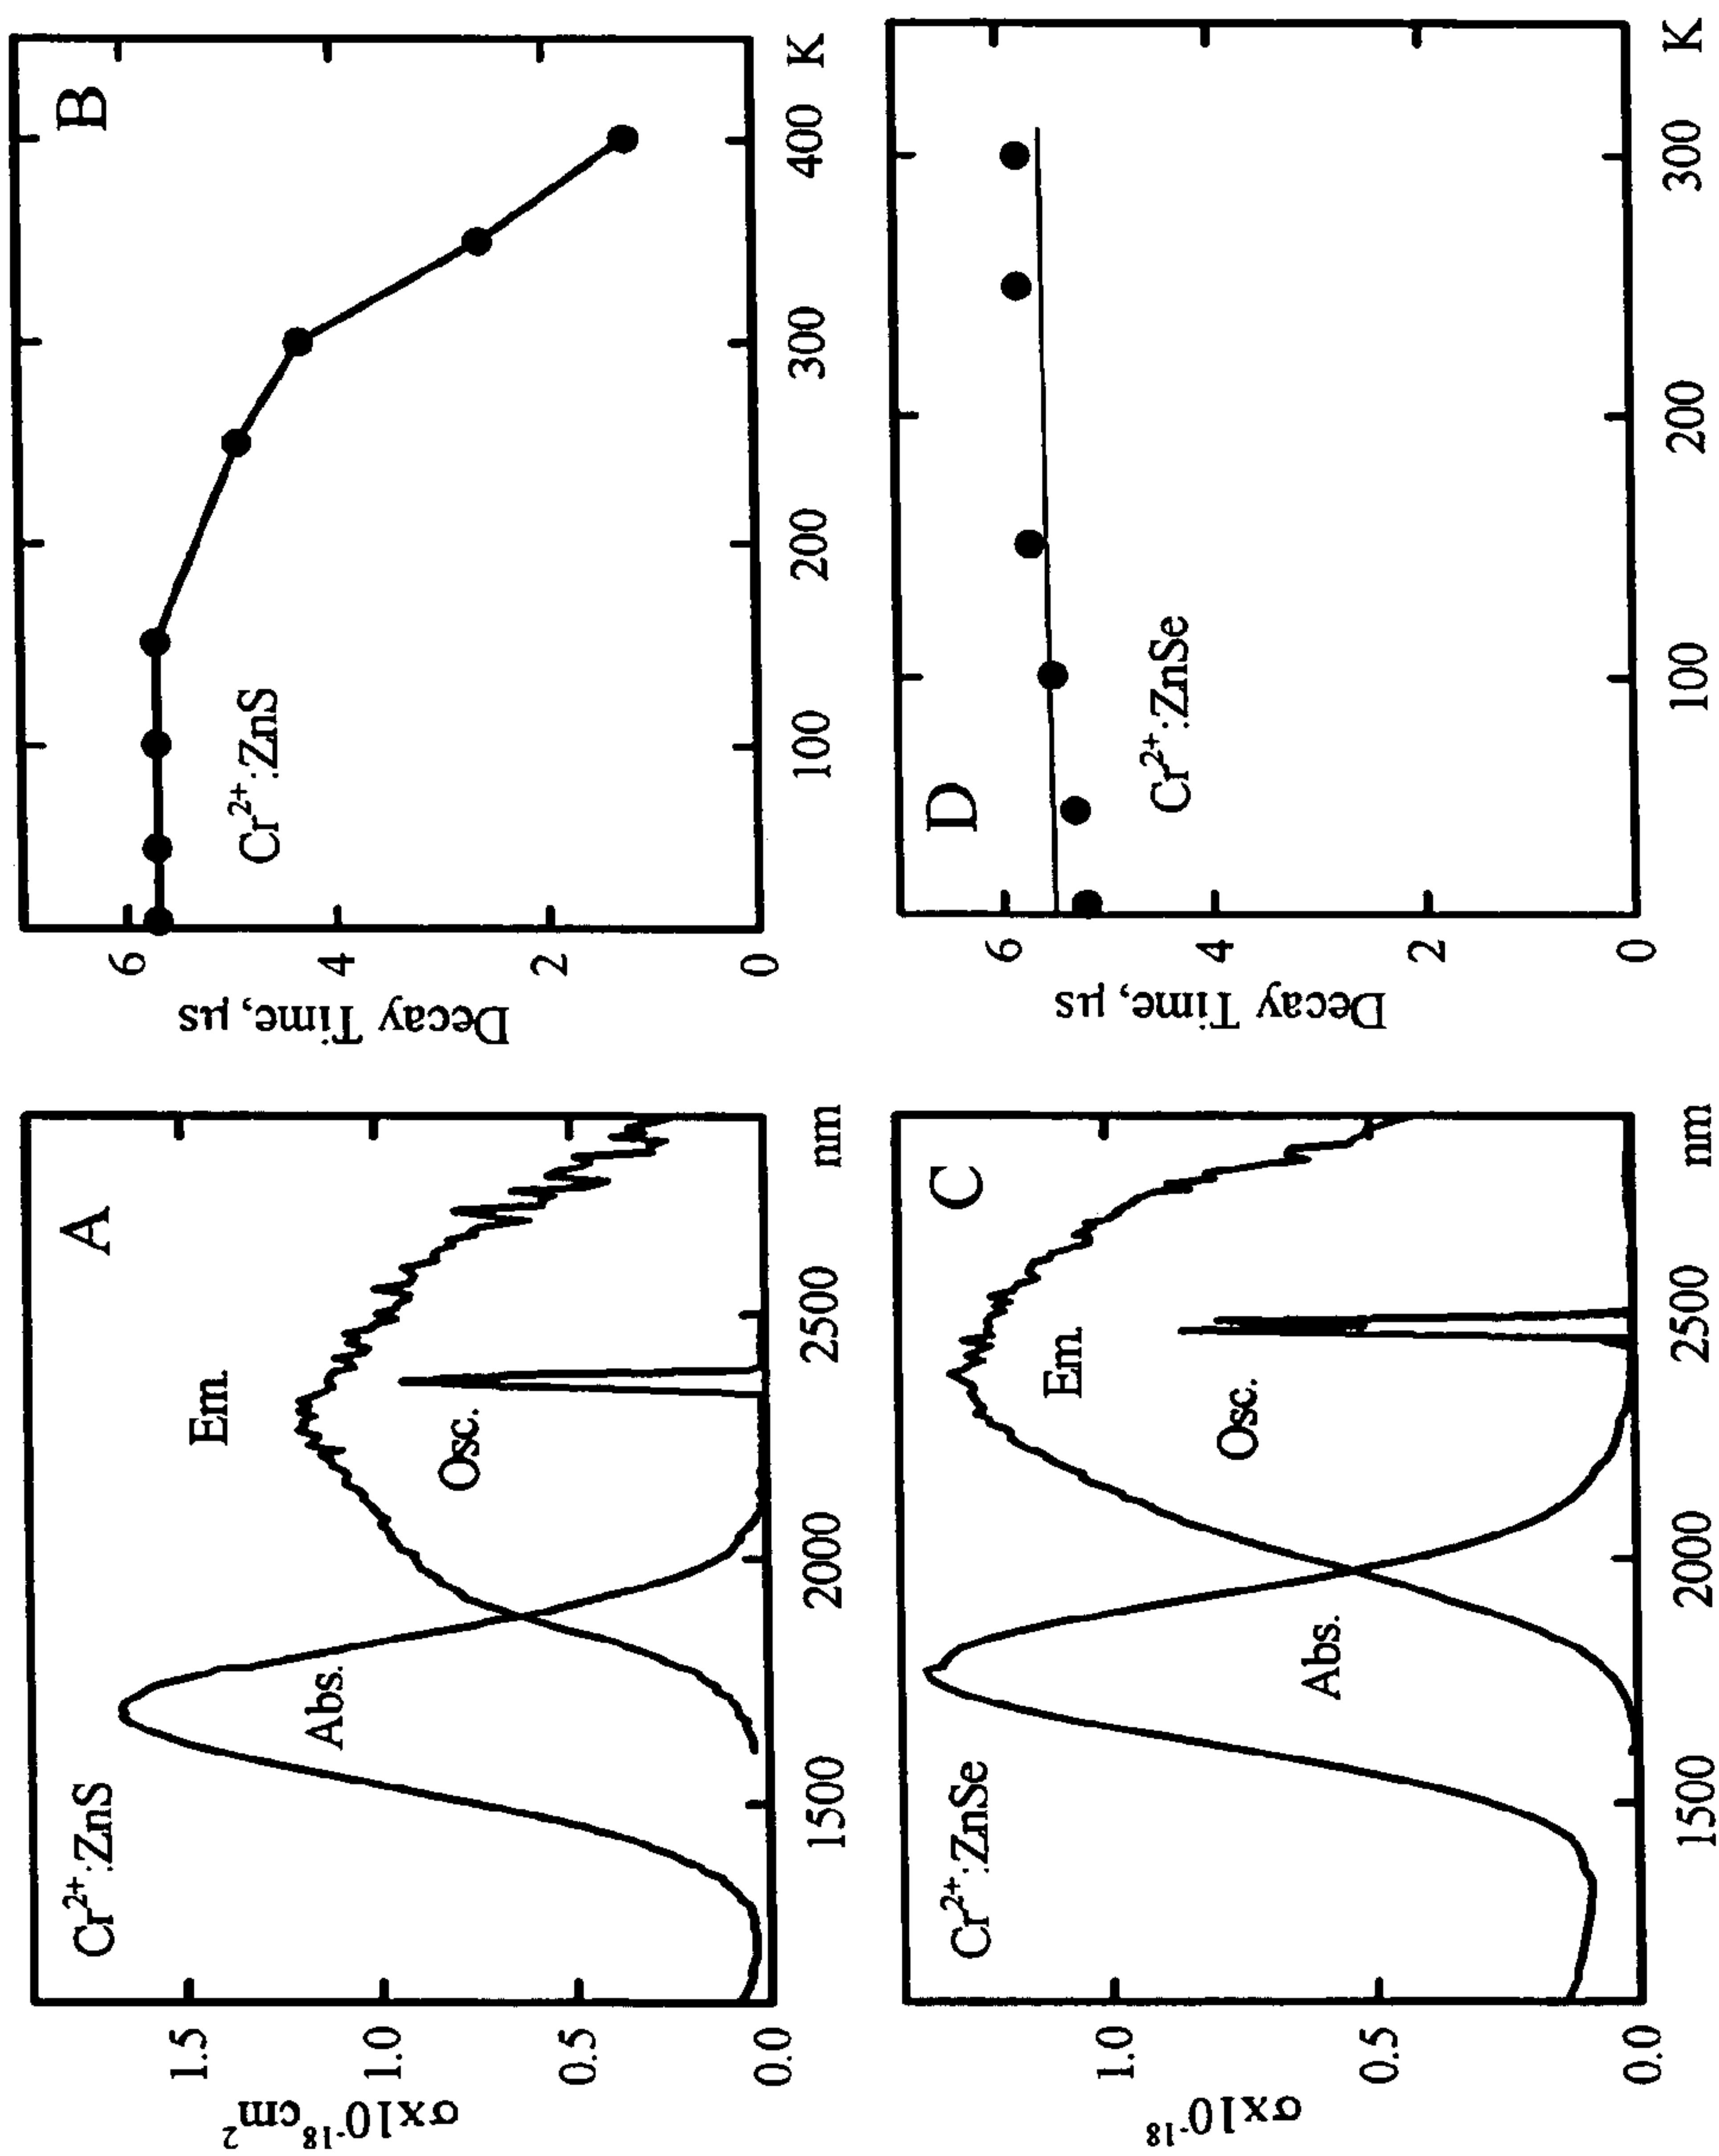 Cr2+:ZnS
A
Em.
Abs.
Osc.
1.5
1.0
0.5
0.0
σx10-18cm2
1500
2000
2500
nm
B
Cr2+:ZnS
6
4
2
0
Decay Time, μs
100
200
300
400
K
Cr2+:ZnSe
C
Em.
Osc.
Abs.
1.0
0.5
0.0
σx10-18
1500
2000
2500
nm
D
Cr2+:ZnSe
6
4
2
0
Decay Time, μs
100
200
300
K